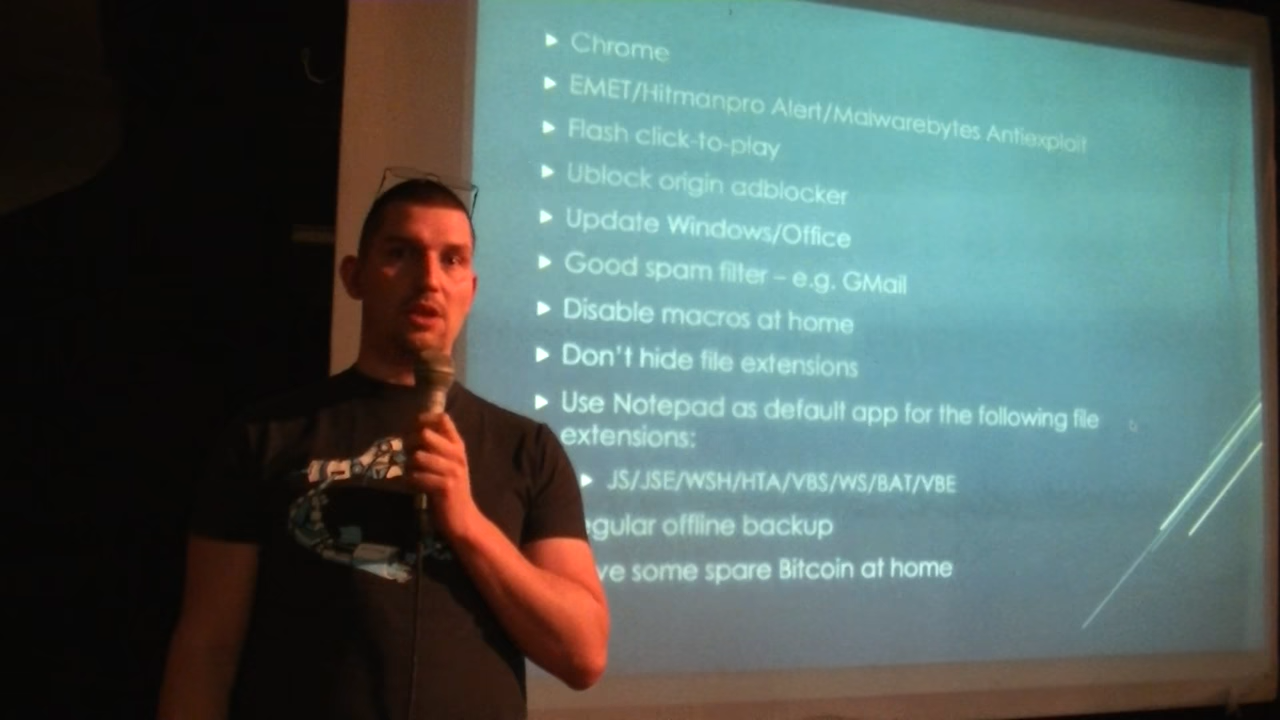 Chrome
EMET/Hitmanpro Alert/Malwarebytes Antiexploit
Flash click-to-play
Ublock origin adblocker
Update Windows/Office
Good spam filter – e.g. GMail
Disable macros at home
Don't hide file extensions
Use Notepad as default app for the following file
extensions:
JS/JSE/WSH/HTA/VBS/WS/BAT/VBE
egular offline backup
ve some spare Bitcoin at home